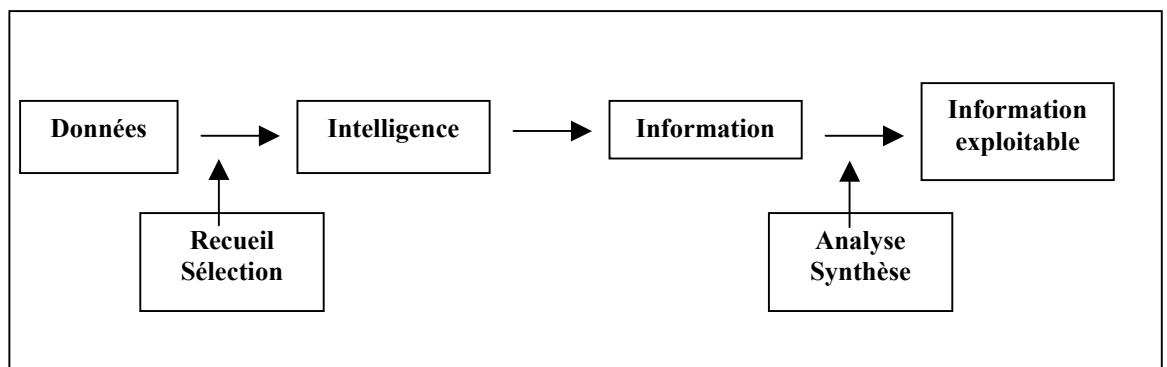 Données
Intelligence
Information
Information
exploitable
Recueil
Sélection
Analyse
Synthèse